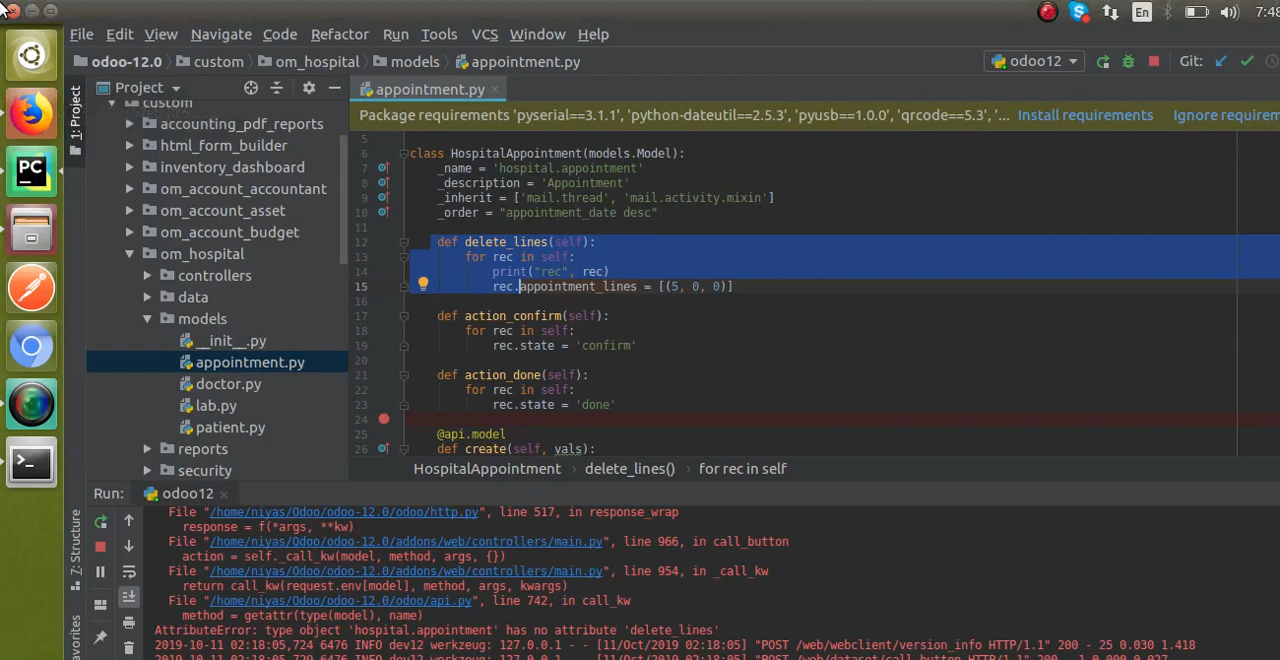 En
7:48
File Edit View Navigate Code Refactor Run Tools VCS Window Help
odoo-12.0 custom om_hospital models appointment.py
odoo12
Git:
1: Project
Project
appointment.py
custom
accounting_pdf_reports
html_form_builder
inventory_dashboard
om_account_accountant
om_account_asset
om_account_budget
om_hospital
controllers
data
models
__init__.py
appointment.py
doctor.py
lab.py
patient.py
reports
security
Package requirements 'pyserial==3.1.1', 'python-dateutil==2.5.3', 'pyusb==1.0.0', 'qrcode==5.3', '... Install requirements Ignore requirem
5
6 class HospitalAppointment(models.Model):
7 _name = 'hospital.appointment'
8 _description = 'Appointment'
9 _inherit = ['mail.thread', 'mail.activity.mixin']
10 _order = "appointment_date desc"
11
12 def delete_lines(self):
13 for rec in self:
14 print("rec", rec)
15 rec.appointment_lines = [(5, 0, 0)]
16
17 def action_confirm(self):
18 for rec in self:
19 rec.state = 'confirm'
20
21 def action_done(self):
22 for rec in self:
23 rec.state = 'done'
24
25 @api.model
26 def create(self, vals):
HospitalAppointment delete_lines() for rec in self
Run: odoo12
Z: Structure
avorites
File "/home/niyas/Odoo/odoo-12.0/odoo/http.py", line 517, in response_wrap
response = f(*args, **kw)
File "/home/niyas/Odoo/odoo-12.0/addons/web/controllers/main.py", line 966, in call_button
action = self._call_kw(model, method, args, {})
File "/home/niyas/Odoo/odoo-12.0/addons/web/controllers/main.py", line 954, in _call_kw
return call_kw(request.env[model], method, args, kwargs)
File "/home/niyas/Odoo/odoo-12.0/odoo/api.py", line 742, in call_kw
method = getattr(type(model), name)
AttributeError: type object 'hospital.appointment' has no attribute 'delete_lines'
2019-10-11 02:18:05,724 6476 INFO dev12 werkzeug: 127.0.0.1 - - [11/Oct/2019 02:18:05] "POST /web/webclient/version_info HTTP/1.1" 200 - 25 0.030 1.418